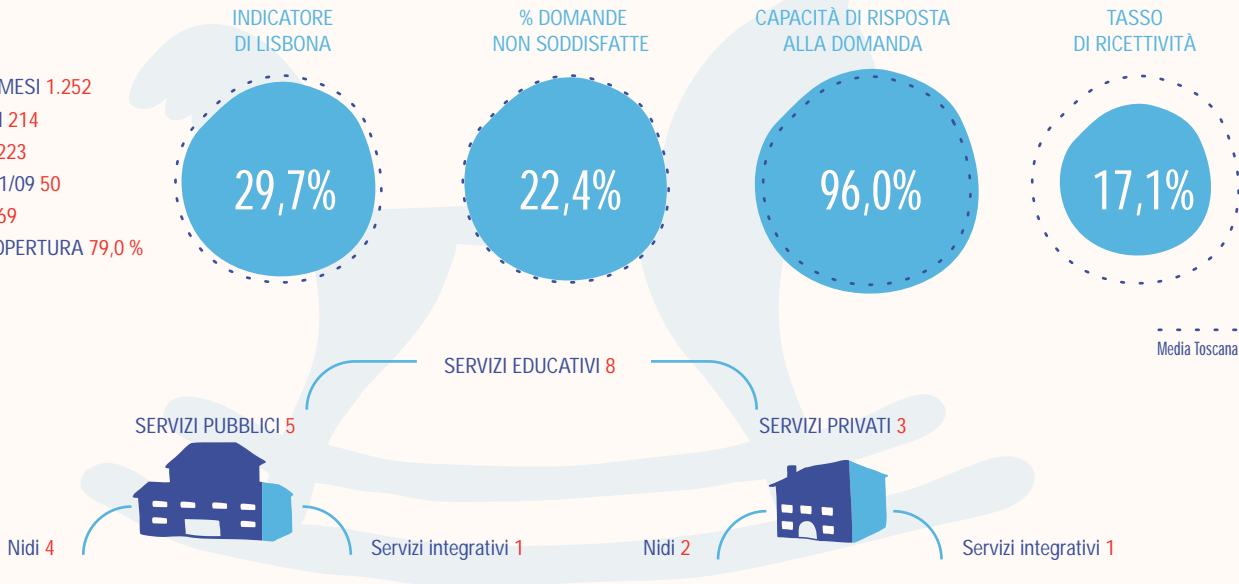 INDICATORE
DI LISBONA
% DOMANDE
NON SODDISFATTE
CAPACITÀ DI RISPOSTA
ALLA DOMANDA
TASSO
DI RICETTIVITÀ
MESI 1.252
214
223
1/09 50
69
OPERTURA 79,0 %
29,7%
22,4%
96,0%
17,1%
Media Toscana
SERVIZI EDUCATIVI 8
SERVIZI PUBBLICI 5
SERVIZI PRIVATI 3
Nidi 4
Servizi integrativi 1
Nidi 2
Servizi integrativi 1